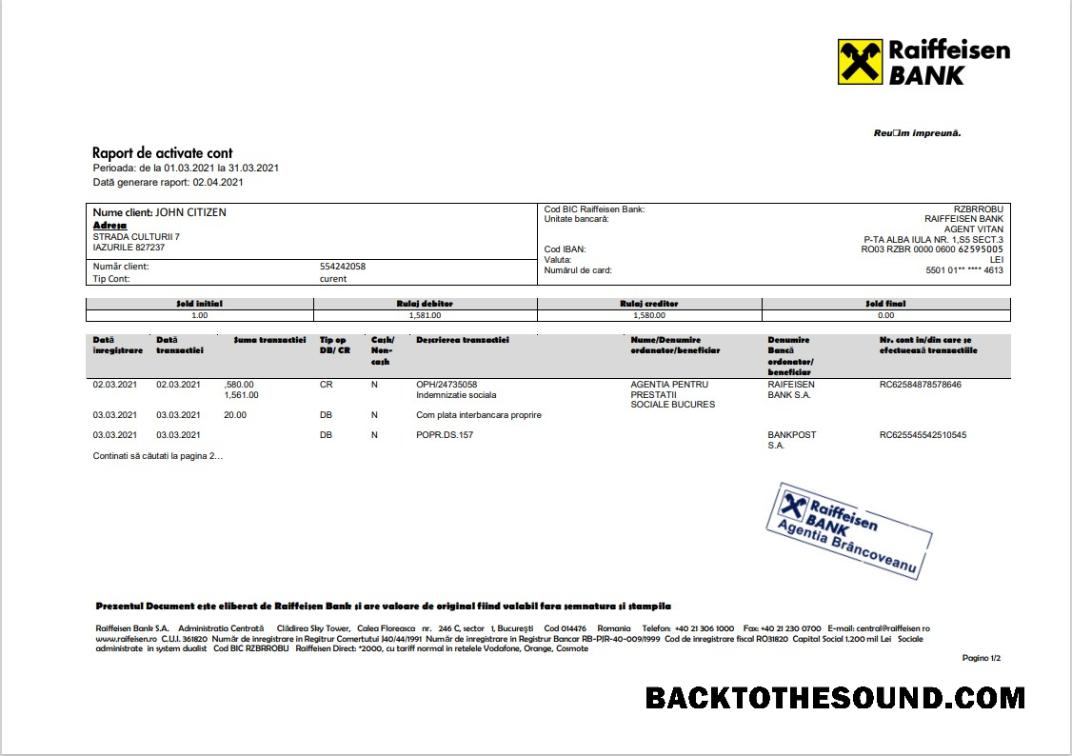 Raiffeisen
BANK
Reu□m impreună.
Raport de activate cont
Perioada: de la 01.03.2021 la 31.03.2021
Dată generare raport: 02.04.2021
Nume client: JOHN CITIZEN
Adresa
STRADA CULTURII 7
IAZURILE 827237
Număr client: 554242058
Tip Cont: curent
Cod BIC Raiffeisen Bank: RZBRROBU
Unitate bancară: RAIFFEISEN BANK
AGENT VITAN
P-TA ALBA IULA NR. 1,S5 SECT.3
Cod IBAN: RO03 RZBR 0000 0600 62595005
Valuta: LEI
Numărul de card: 5501 01** **** 4613
Sold initial Rulaj debitor Rulaj creditor Sold final
1.00 1,581.00 1,580.00 0.00
Dată Dată Suma tranzactiei Tip op Cash/ Descrierea tranzactiei Nume/Denumire Denumire Nr. cont in/din care se
inregistrare tranzactiei DB/ CR Non- ordonator/beneficiar Bancă efectuează tranzactiile
cash ordonator/
beneficiar
02.03.2021 02.03.2021 ,580.00 CR N OPH/24735058 AGENTIA PENTRU RAIFEISEN RC62584878578646
1,561.00 Indemnizatie sociala PRESTATII BANK S.A.
SOCIALE BUCURES
03.03.2021 03.03.2021 20.00 DB N Com plata interbancara proprire
03.03.2021 03.03.2021 DB N POPR.DS.157 BANKPOST RC625545542510545
S.A.
Continati să căutati la pagina 2...
Raiffeisen
BANK
Agentia Brâncoveanu
Prezentul Document este eliberat de Raiffeisen Bank si are valoare de original fiind valabil fara semnatura si stampila
Raiffeisen Bank S.A. Administratia Centrată Clădirea Sky Tower, Calea Floreasca nr. 246 C, sector 1, Bucureşti Cod 014476 Romania Telefon: +40 21 306 1000 Fax: +40 21 230 0700 E-mail: central@raiffeisen ro
www.raiffeisen.ro C.U.I. 361820 Număr de inregistrare in Regitrur Comertului J40/44/1991 Număr de inregistrare in Registrur Bancar RB-PJR-40-009/1999 Cod de inregistrare fiscal RO31820 Capital Social 1.200 mil Lei Sociale
administrate in system dualist Cod BIC RZBRROBU Raiffeisen Direct: *2000, cu tariff normal in retelele Vodafone, Orange, Cosmote
Pagino 1/2
BACKTOTHESOUND.COM